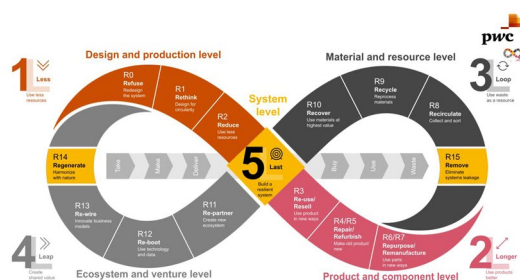 pwc
Design and production level
Material and resource level
1
Less
Use less
resources
R0
Refuse
Redesign
the system
R1
Rethink
Design for
circularity
R2
Reduce
Use less
resources
System
level
R10
Recover
Use materials at
highest value
R9
Recycle
Reprocess
materials
R8
Recirculate
Collect and sort
3
Loop
Use waste
as a resource
R14
Regenerate
Harmonize
with nature
Take
Make
Deliver
5
Last
Build a
resilient
system
Buy
Use
Waste
R15
Remove
Eliminate
systems leakage
R13
Re-wire
Innovate business
models
R12
Re-boot
Use technology
and data
R11
Re-partner
Create new
ecosystem
R3
Re-use/
Resell
Use product
in new ways
R4/R5
Repair/
Refurbish
Make old product
new
R6/R7
Repurpose/
Remanufacture
Use parts
in new ways
4
Leap
Create
shared value
2
Longer
Use products
better
Ecosystem and venture level
Product and component level